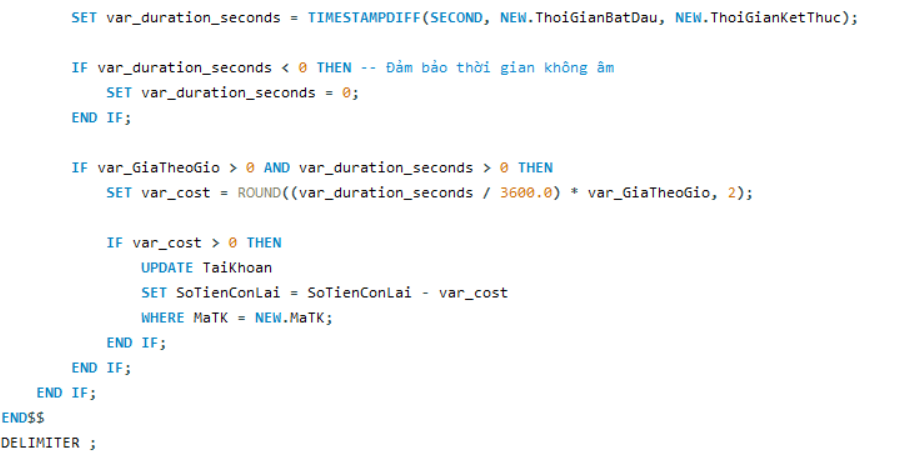 SET var_duration_seconds = TIMESTAMPDIFF(SECOND, NEW.ThoiGianBatDau, NEW.ThoiGianKetThuc);
IF var_duration_seconds < 0 THEN -- Đảm bảo thời gian không âm
SET var_duration_seconds = 0;
END IF;
IF var_GiaTheoGio > 0 AND var_duration_seconds > 0 THEN
SET var_cost = ROUND((var_duration_seconds / 3600.0) * var_GiaTheoGio, 2);
IF var_cost > 0 THEN
UPDATE TaiKhoan
SET SoTienConLai = SoTienConLai - var_cost
WHERE MaTK = NEW.MaTK;
END IF;
END IF;
END IF;
END$$
DELIMITER ;